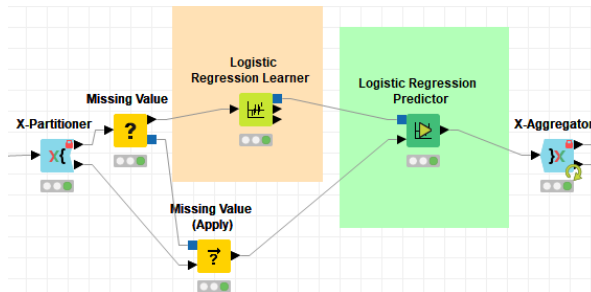 Logistic
Regression Learner
Logistic Regression
Predictor
Missing Value
X-Partitioner
X-Aggregator
?
X{
}X
Missing Value
(Apply)
?